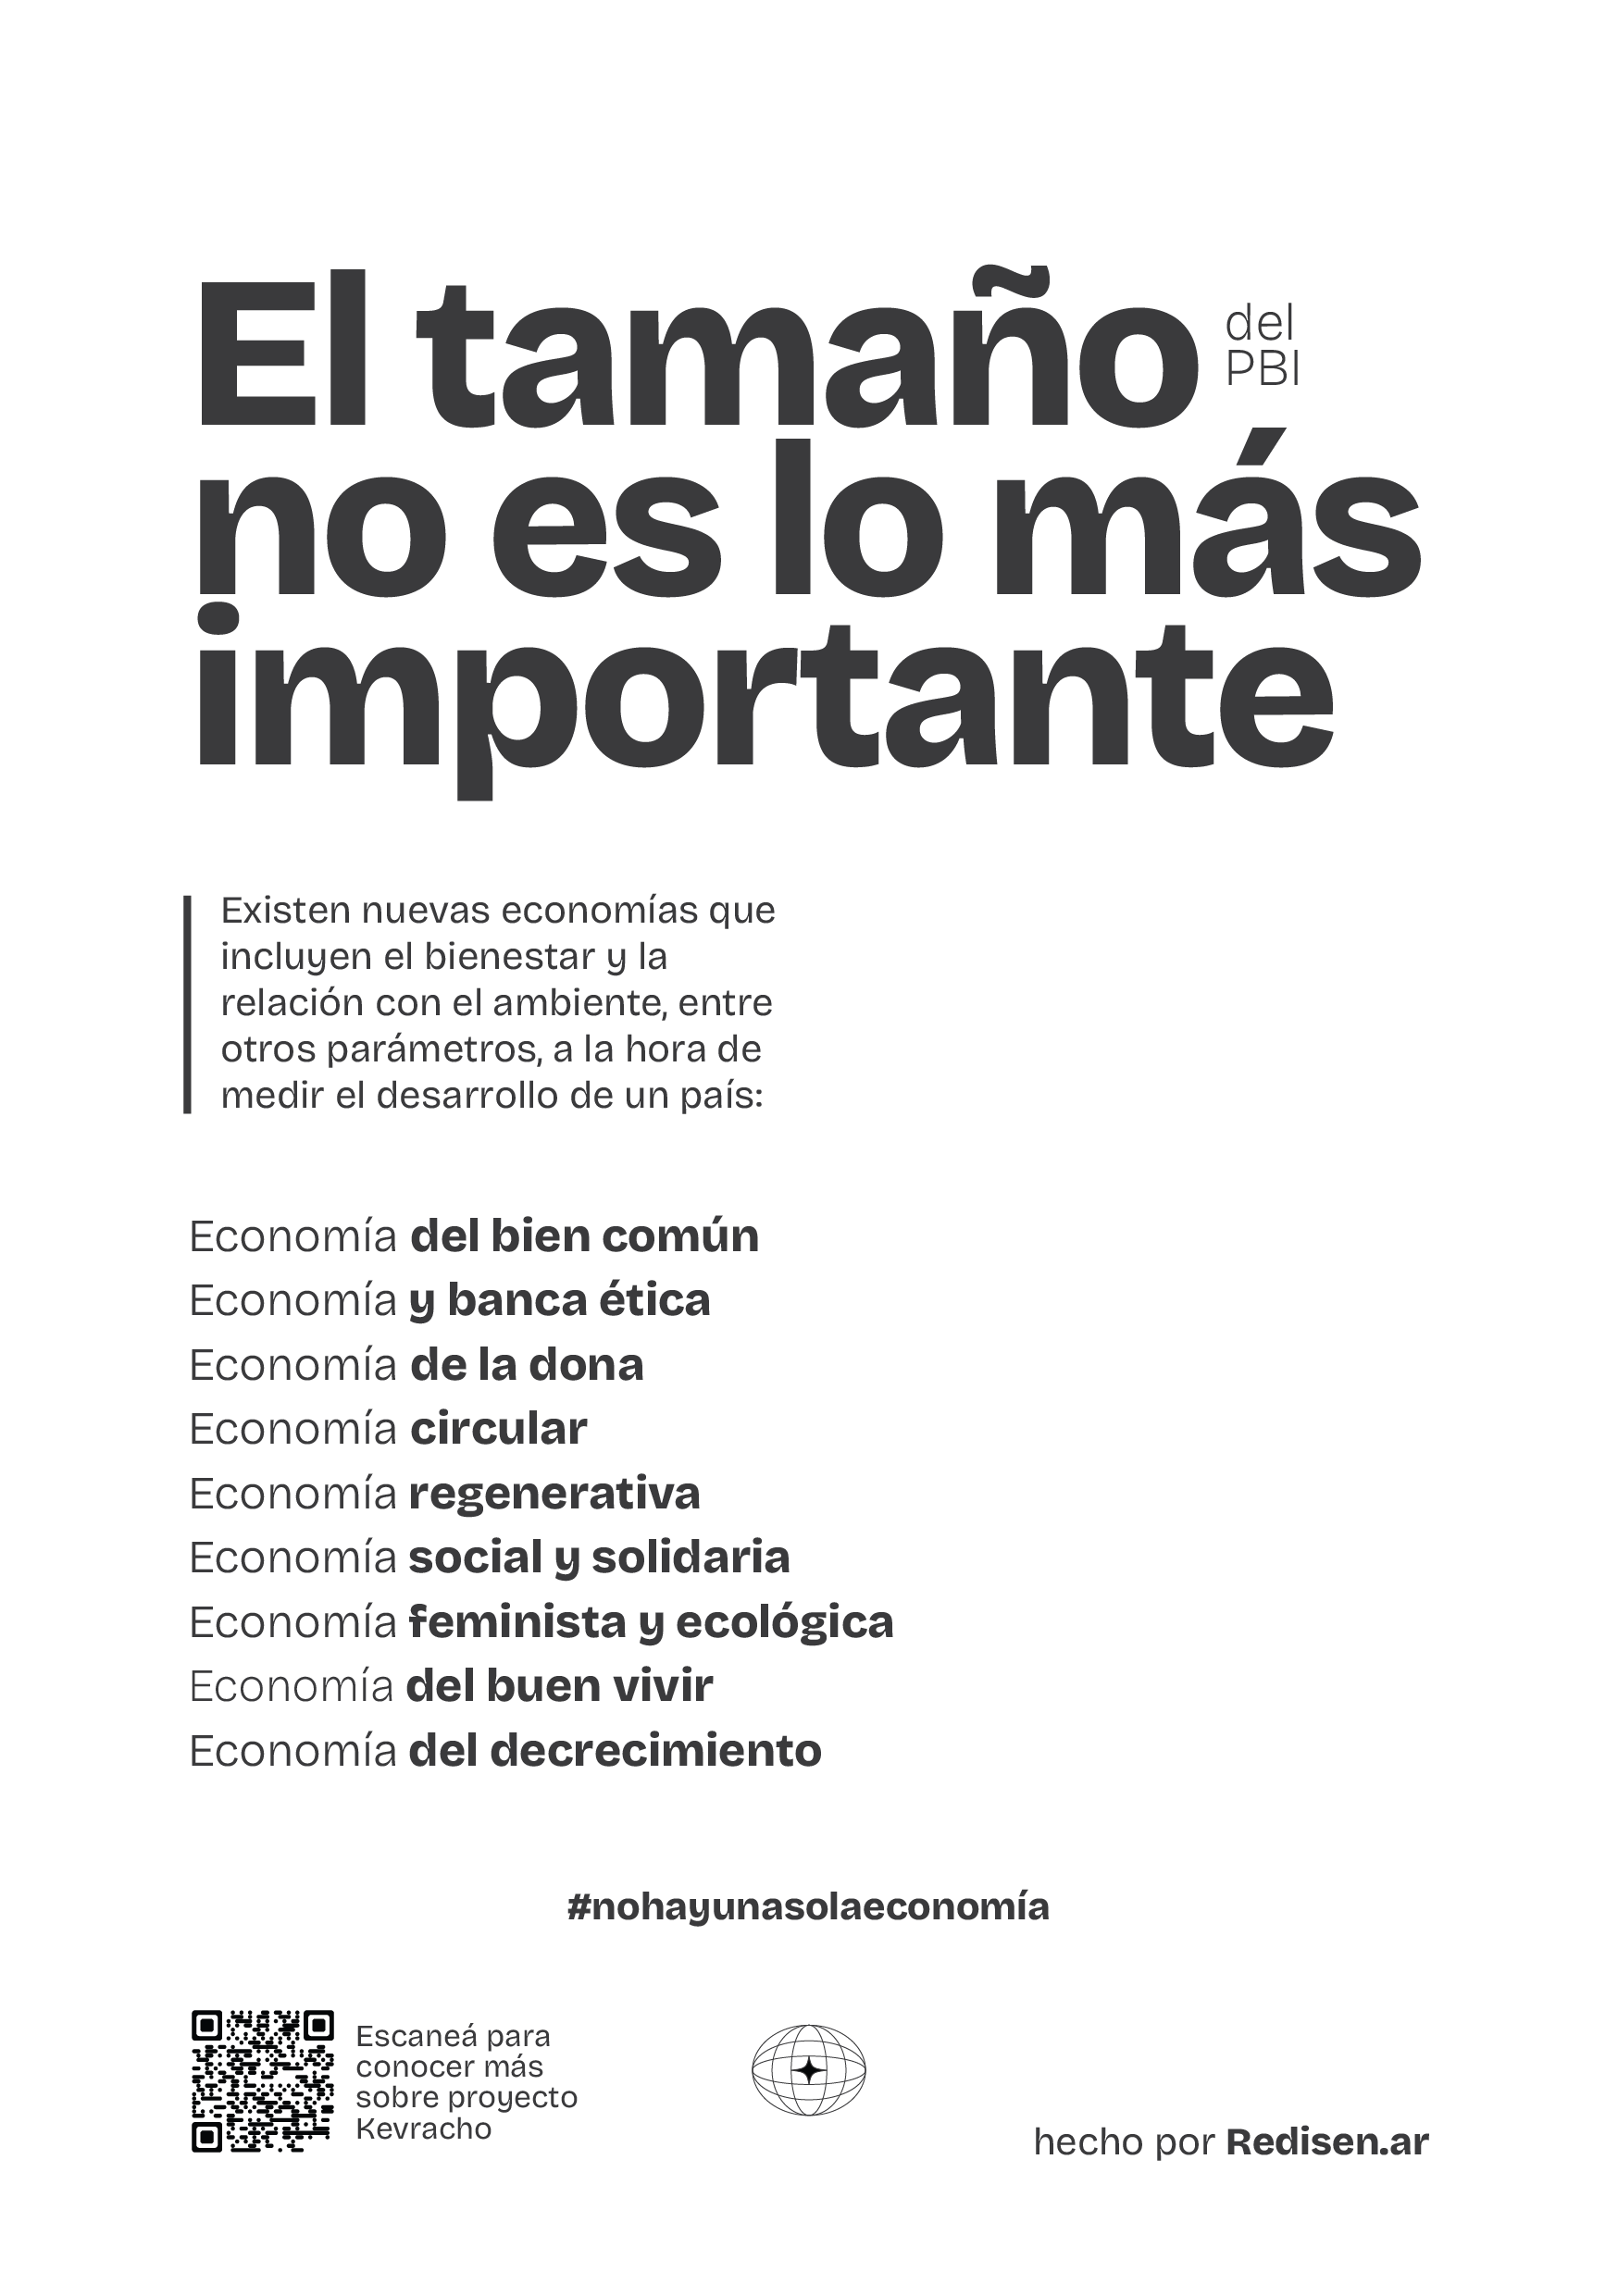 El tamaño del PBI
no es lo más
importante
Existen nuevas economías que
incluyen el bienestar y la
relación con el ambiente, entre
otros parámetros, a la hora de
medir el desarrollo de un país:
Economía del bien común
Economía y banca ética
Economía de la dona
Economía circular
Economía regenerativa
Economía social y solidaria
Economía feminista y ecológica
Economía del buen vivir
Economía del decrecimiento
#nohayunasolaeconomía
Escaneá para
conocer más
sobre proyecto
Kevracho
hecho por Redisen.ar